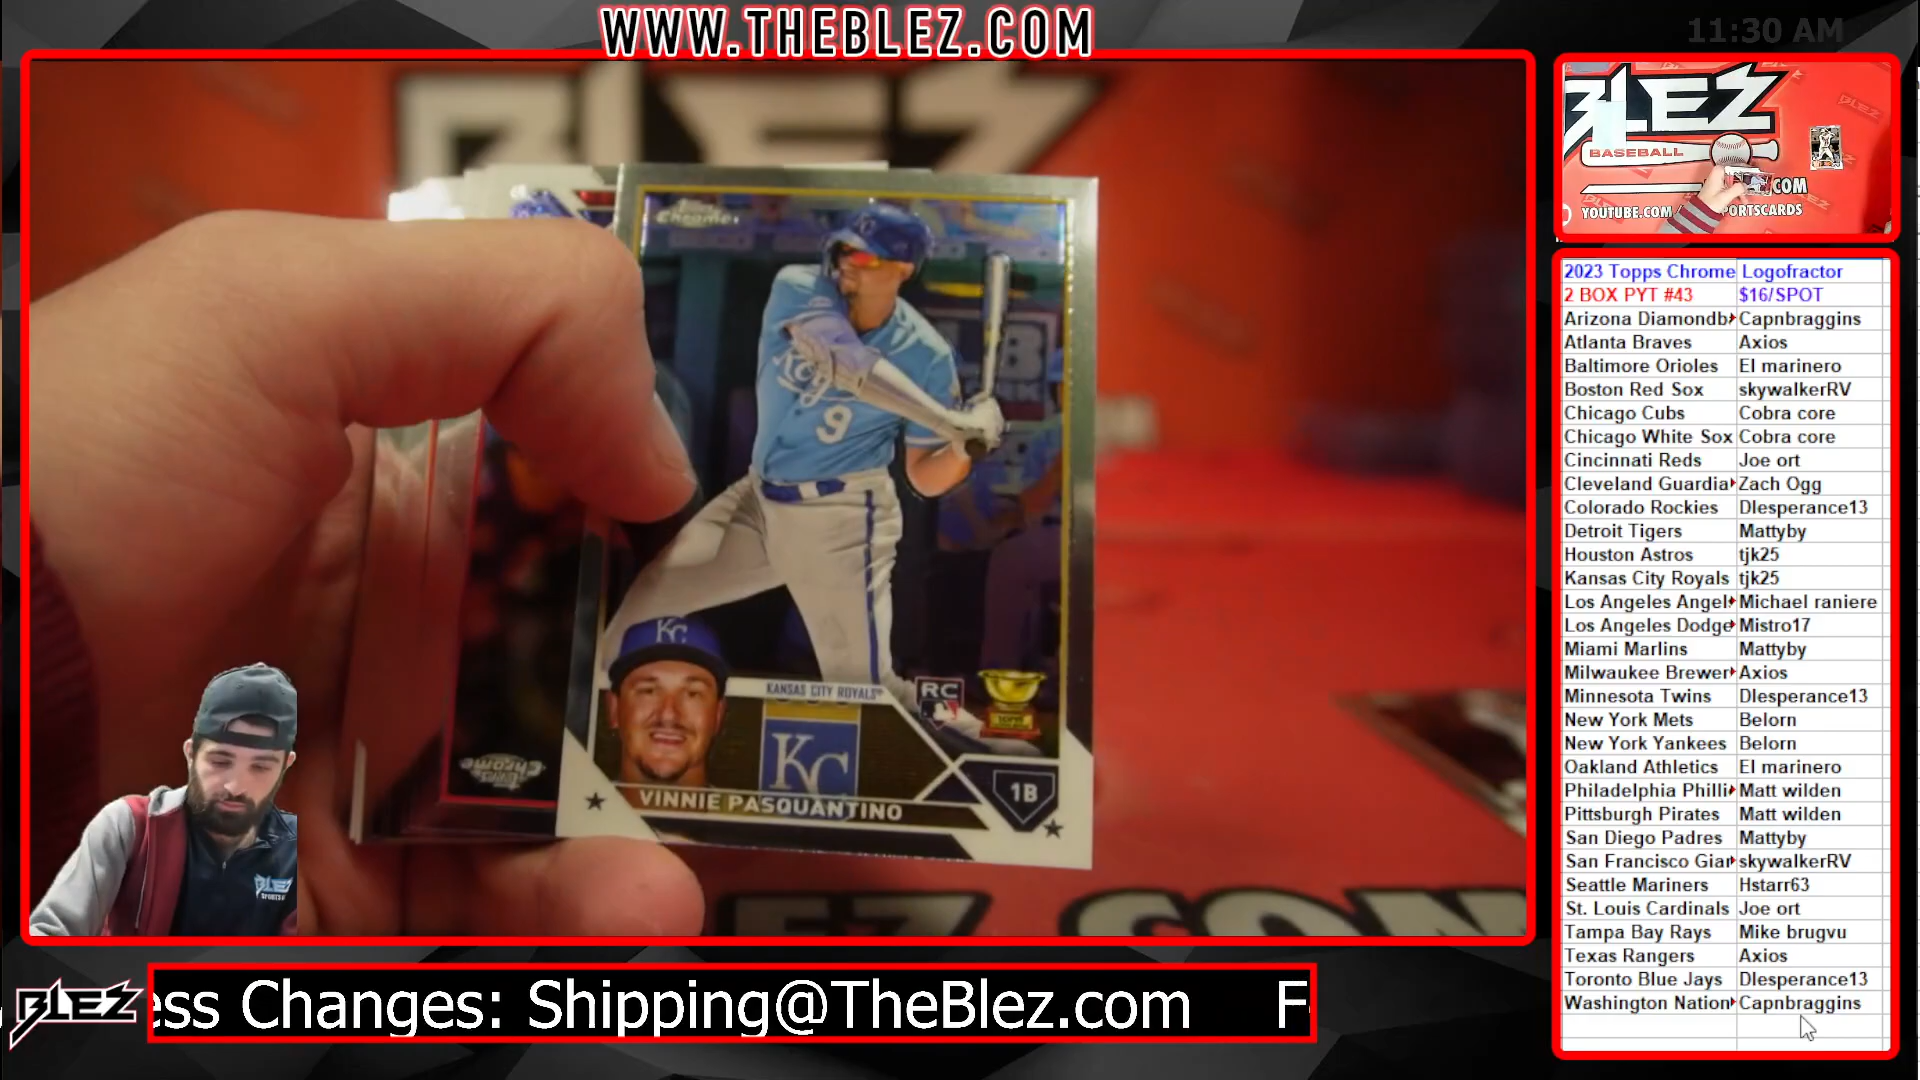 WWW.THEBLEZ.COM
11:30 AM
BLEZ
BASEBALL
.COM
YOUTUBE.COM
PORTSCARDS
Topps
Chrome
Royals
9
KC
KANSAS CITY ROYALS
RC
KC
1B
VINNIE PASQUANTINO
BLEZ
SPORTS
2023 Topps Chrome Logofractor
2 BOX PYT #43 $16/SPOT
Arizona Diamondb Capnbraggins
Atlanta Braves Axios
Baltimore Orioles El marinero
Boston Red Sox skywalkerRV
Chicago Cubs Cobra core
Chicago White Sox Cobra core
Cincinnati Reds Joe ort
Cleveland Guardia Zach Ogg
Colorado Rockies Dlesperance13
Detroit Tigers Mattyby
Houston Astros tjk25
Kansas City Royals tjk25
Los Angeles Angel Michael raniere
Los Angeles Dodge Mistro17
Miami Marlins Mattyby
Milwaukee Brewer Axios
Minnesota Twins Dlesperance13
New York Mets Belorn
New York Yankees Belorn
Oakland Athletics El marinero
Philadelphia Philli Matt wilden
Pittsburgh Pirates Matt wilden
San Diego Padres Mattyby
San Francisco Giar skywalkerRV
Seattle Mariners Hstarr63
St. Louis Cardinals Joe ort
Tampa Bay Rays Mike brugvu
Texas Rangers Axios
Toronto Blue Jays Dlesperance13
Washington Nation Capnbraggins
BLEZ
ess Changes: Shipping@TheBlez.com F